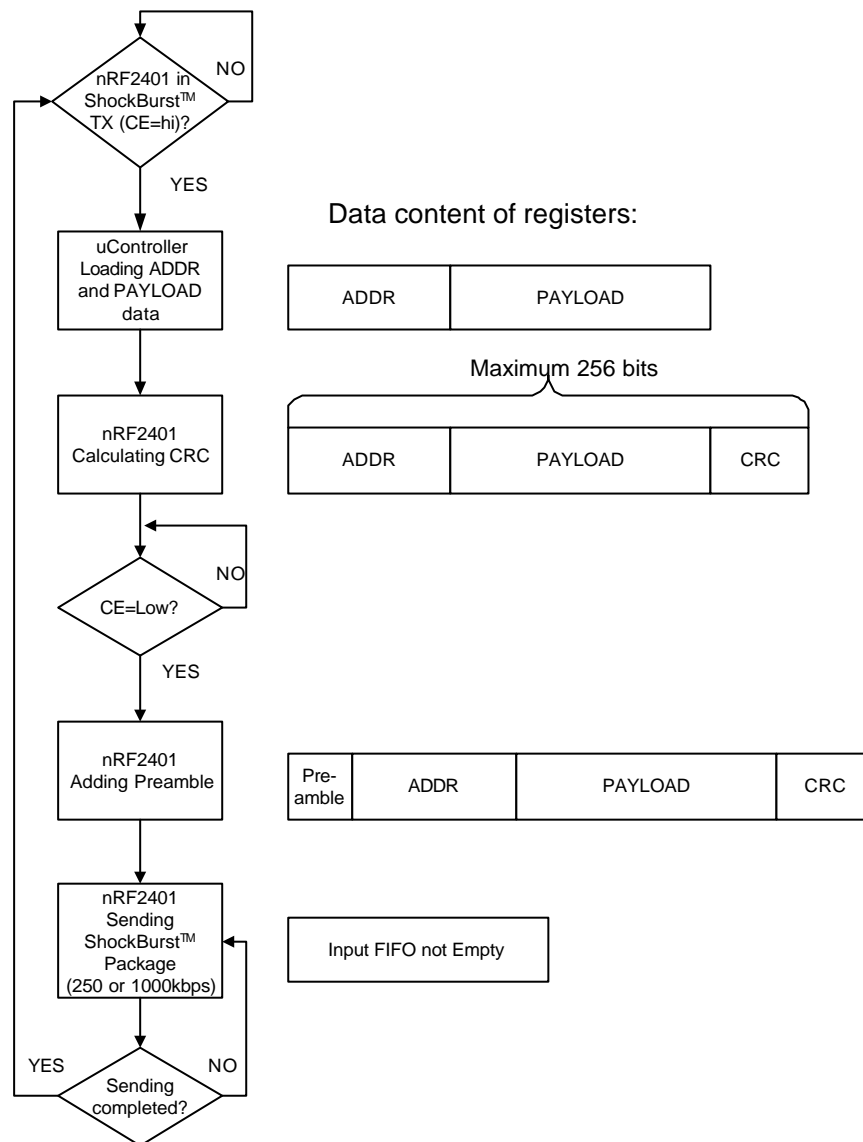 NO
nRF2401 in
ShockBurst™
TX (CE=hi)?
YES
Data content of registers:
uController
Loading ADDR
and PAYLOAD
data
ADDR
PAYLOAD
Maximum 256 bits
nRF2401
Calculating CRC
ADDR
PAYLOAD
CRC
NO
CE=Low?
YES
nRF2401
Adding Preamble
Pre-
amble
ADDR
PAYLOAD
CRC
nRF2401
Sending
ShockBurst™
Package
(250 or 1000kbps)
Input FIFO not Empty
YES
NO
Sending
completed?